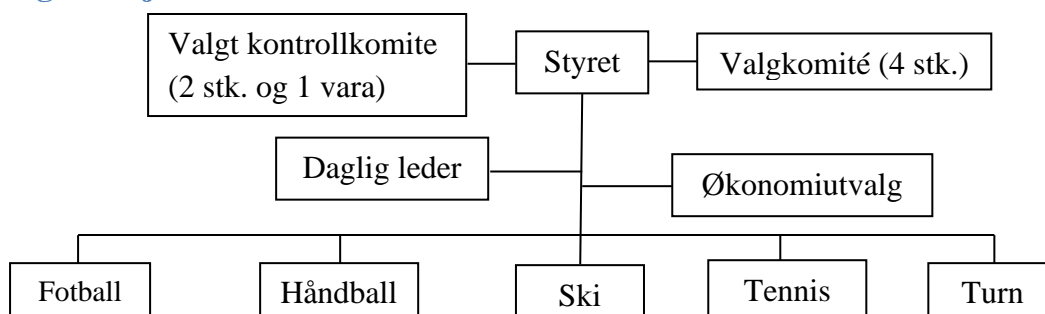 Valgt kontrollkomite
(2 stk. og 1 vara)
Styret
Valgkomité (4 stk.)
Daglig leder
Økonomiutvalg
Fotball
Håndball
Ski
Tennis
Turn